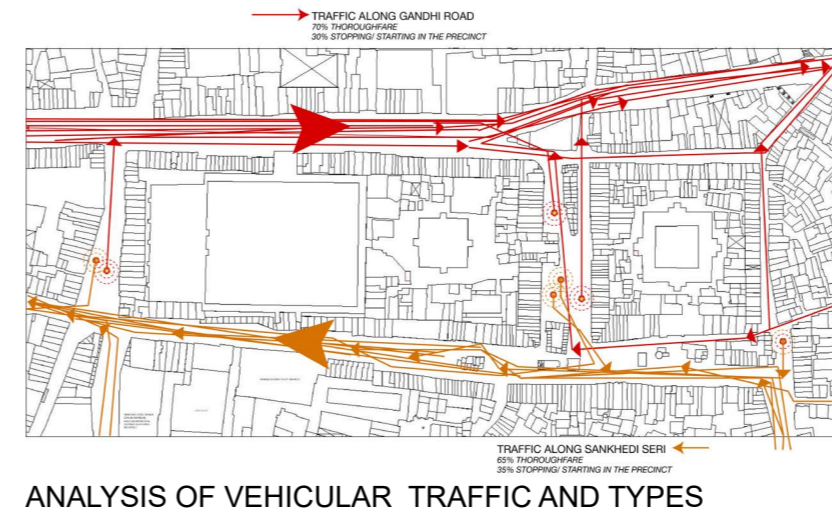 TRAFFIC ALONG GANDHI ROAD
70% THOROUGHFARE
30% STOPPING/ STARTING IN THE PRECINCT
TRAFFIC ALONG SANKHEDI SERI
65% THOROUGHFARE
35% STOPPING/ STARTING IN THE PRECINCT
ANALYSIS OF VEHICULAR TRAFFIC AND TYPES